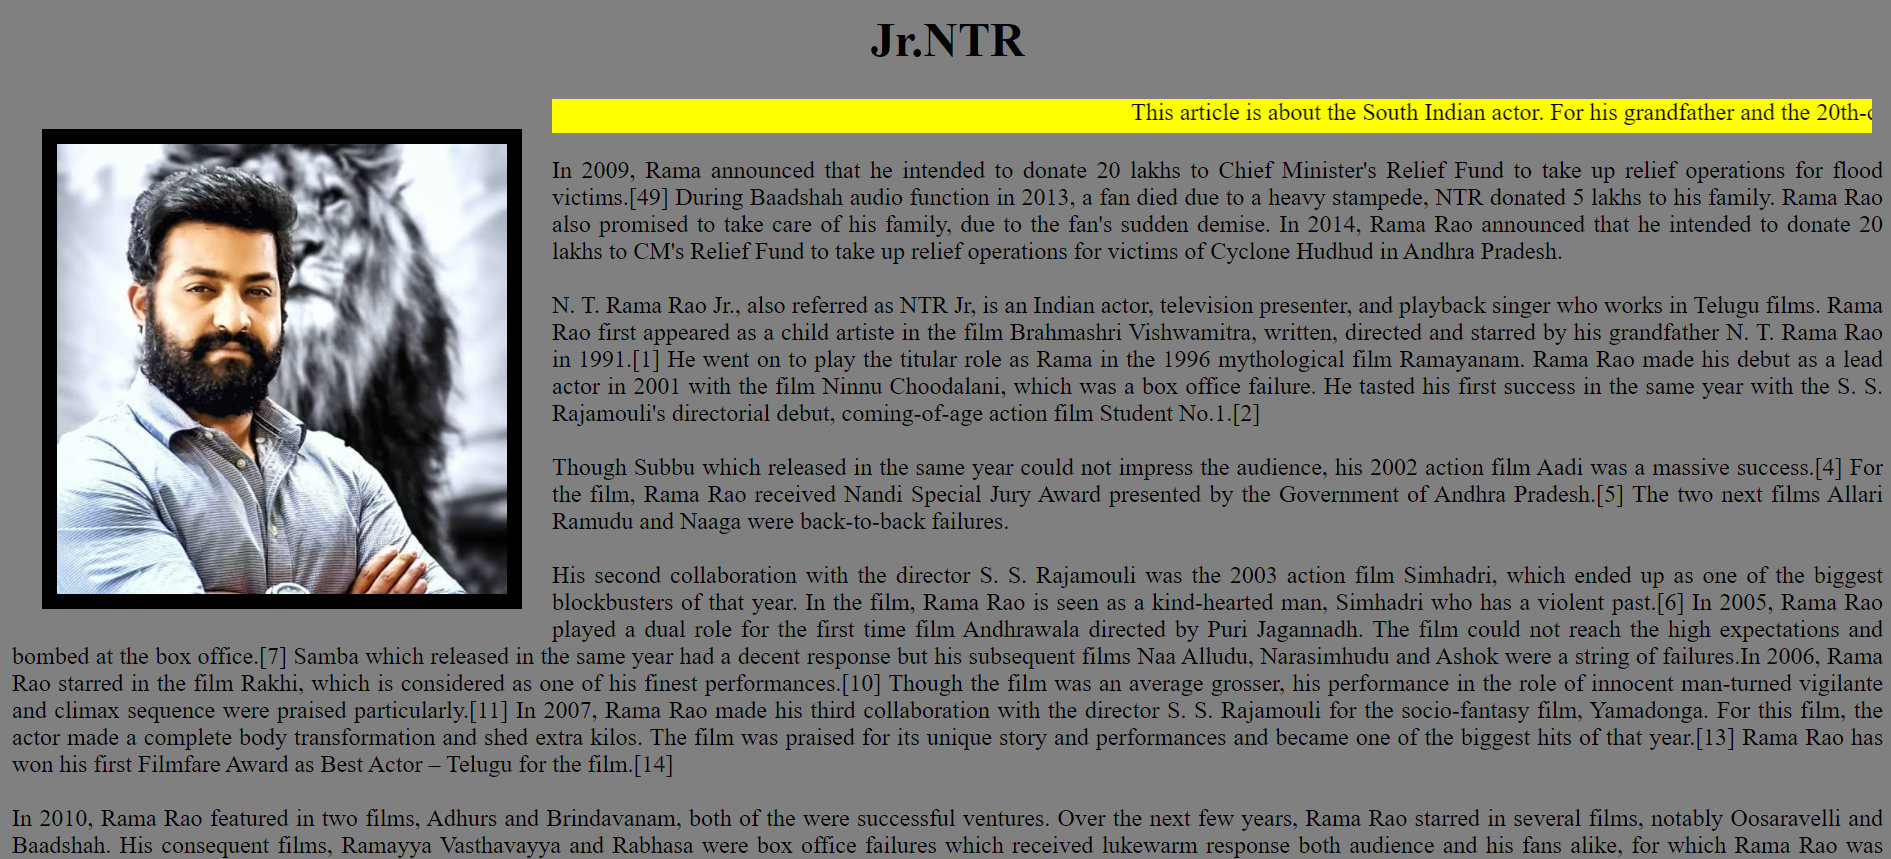 Jr.NTR
This article is about the South Indian actor. For his grandfather and the 20th-
In 2009, Rama announced that he intended to donate 20 lakhs to Chief Minister's Relief Fund to take up relief operations for flood
victims.[49] During Baadshah audio function in 2013, a fan died due to a heavy stampede, NTR donated 5 lakhs to his family. Rama Rao
also promised to take care of his family, due to the fan's sudden demise. In 2014, Rama Rao announced that he intended to donate 20
lakhs to CM's Relief Fund to take up relief operations for victims of Cyclone Hudhud in Andhra Pradesh.
N. T. Rama Rao Jr., also referred as NTR Jr, is an Indian actor, television presenter, and playback singer who works in Telugu films. Rama
Rao first appeared as a child artiste in the film Brahmashri Vishwamitra, written, directed and starred by his grandfather N. T. Rama Rao
in 1991.[1] He went on to play the titular role as Rama in the 1996 mythological film Ramayanam. Rama Rao made his debut as a lead
actor in 2001 with the film Ninnu Choodalani, which was a box office failure. He tasted his first success in the same year with the S. S.
Rajamouli's directorial debut, coming-of-age action film Student No.1.[2]
Though Subbu which released in the same year could not impress the audience, his 2002 action film Aadi was a massive success.[4] For
the film, Rama Rao received Nandi Special Jury Award presented by the Government of Andhra Pradesh.[5] The two next films Allari
Ramudu and Naaga were back-to-back failures.
His second collaboration with the director S. S. Rajamouli was the 2003 action film Simhadri, which ended up as one of the biggest
blockbusters of that year. In the film, Rama Rao is seen as a kind-hearted man, Simhadri who has a violent past.[6] In 2005, Rama Rao
played a dual role for the first time film Andhrawala directed by Puri Jagannadh. The film could not reach the high expectations and
bombed at the box office.[7] Samba which released in the same year had a decent response but his subsequent films Naa Alludu, Narasimhudu and Ashok were a string of failures.In 2006, Rama
Rao starred in the film Rakhi, which is considered as one of his finest performances.[10] Though the film was an average grosser, his performance in the role of innocent man-turned vigilante
and climax sequence were praised particularly.[11] In 2007, Rama Rao made his third collaboration with the director S. S. Rajamouli for the socio-fantasy film, Yamadonga. For this film, the
actor made a complete body transformation and shed extra kilos. The film was praised for its unique story and performances and became one of the biggest hits of that year.[13] Rama Rao has
won his first Filmfare Award as Best Actor – Telugu for the film.[14]
In 2010, Rama Rao featured in two films, Adhurs and Brindavanam, both of the were successful ventures. Over the next few years, Rama Rao starred in several films, notably Oosaravelli and
Baadshah. His consequent films, Ramayya Vasthavayya and Rabhasa were box office failures which received lukewarm response both audience and his fans alike, for which Rama Rao was